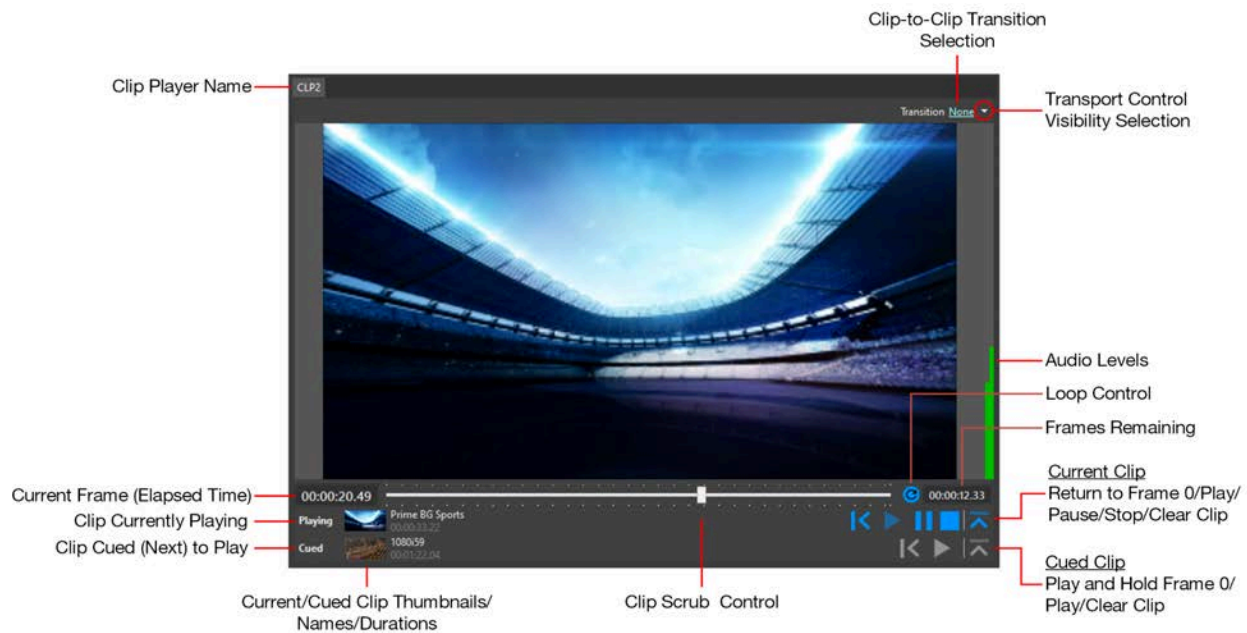 Clip-to-Clip Transition
Selection
Clip Player Name
CLP2
Transition None
Transport Control
Visibility Selection
Audio Levels
Loop Control
Frames Remaining
Current Frame (Elapsed Time)
00:00:20.49
00:00:12.33
Current Clip
Return to Frame 0/Play/
Pause/Stop/Clear Clip
Clip Currently Playing
Playing
Prime BG Sports
00:00:33.22
Clip Cued (Next) to Play
Cued
1080i59
00:01:22.04
Cued Clip
Play and Hold Frame 0/
Play/Clear Clip
Current/Cued Clip Thumbnails/
Names/Durations
Clip Scrub Control